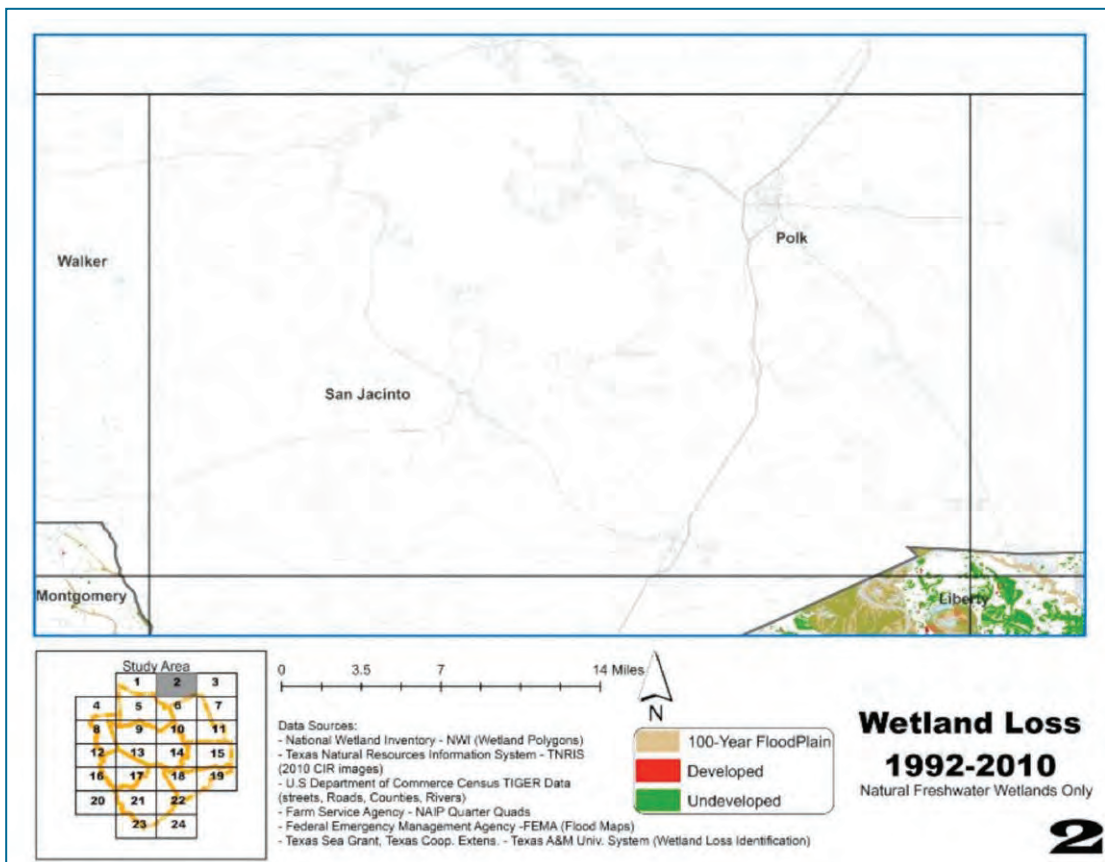 Walker
Polk
San Jacinto
Montgomery
Liberty
Study Area
1 2 3
4 5 6 7
8 9 10 11
12 13 14 15
16 17 18 19
20 21 22
23 24
0 3.5 7 14 Miles
N
Data Sources:
- National Wetland Inventory - NWI (Wetland Polygons)
- Texas Natural Resources Information System - TNRIS
(2010 CIR images)
- U.S Department of Commerce Census TIGER Data
(streets, Roads, Counties, Rivers)
- Farm Service Agency - NAIP Quarter Quads
- Federal Emergency Management Agency -FEMA (Flood Maps)
- Texas Sea Grant, Texas Coop. Extens. - Texas A&M Univ. System (Wetland Loss Identification)
100-Year FloodPlain
Developed
Undeveloped
Wetland Loss
1992-2010
Natural Freshwater Wetlands Only
2